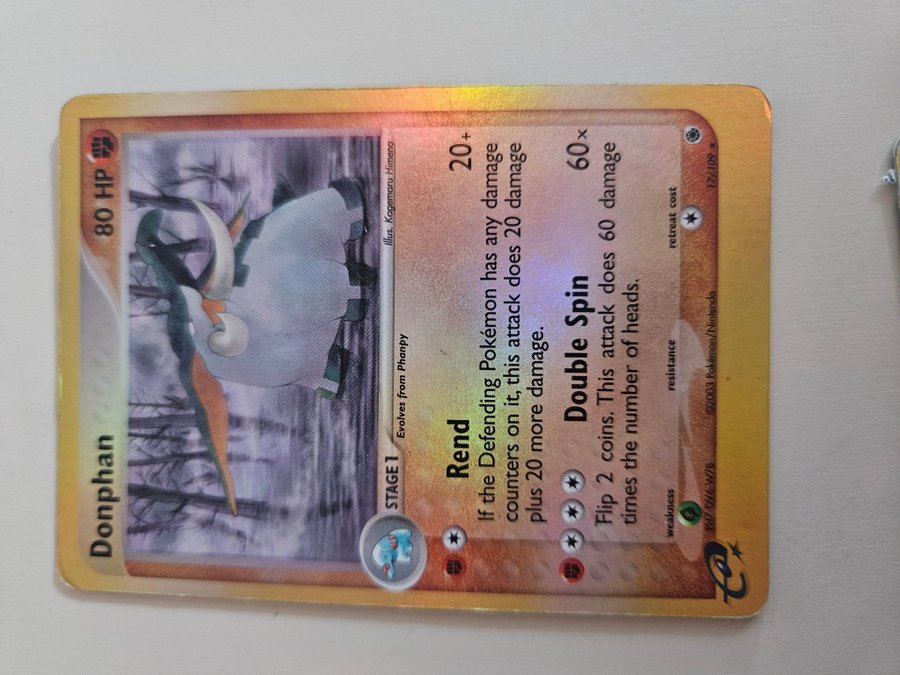 Donphan
80 HP
Illus. Kagemaru Himeno
STAGE 1
Evolves from Phanpy
Rend
20+
If the Defending Pokémon has any damage
counters on it, this attack does 20 damage
plus 20 more damage.
Double Spin
60×
Flip 2 coins. This attack does 60 damage
times the number of heads.
weakness
resistance
retreat cost
©2003 Pokémon/Nintendo
17/109 ★